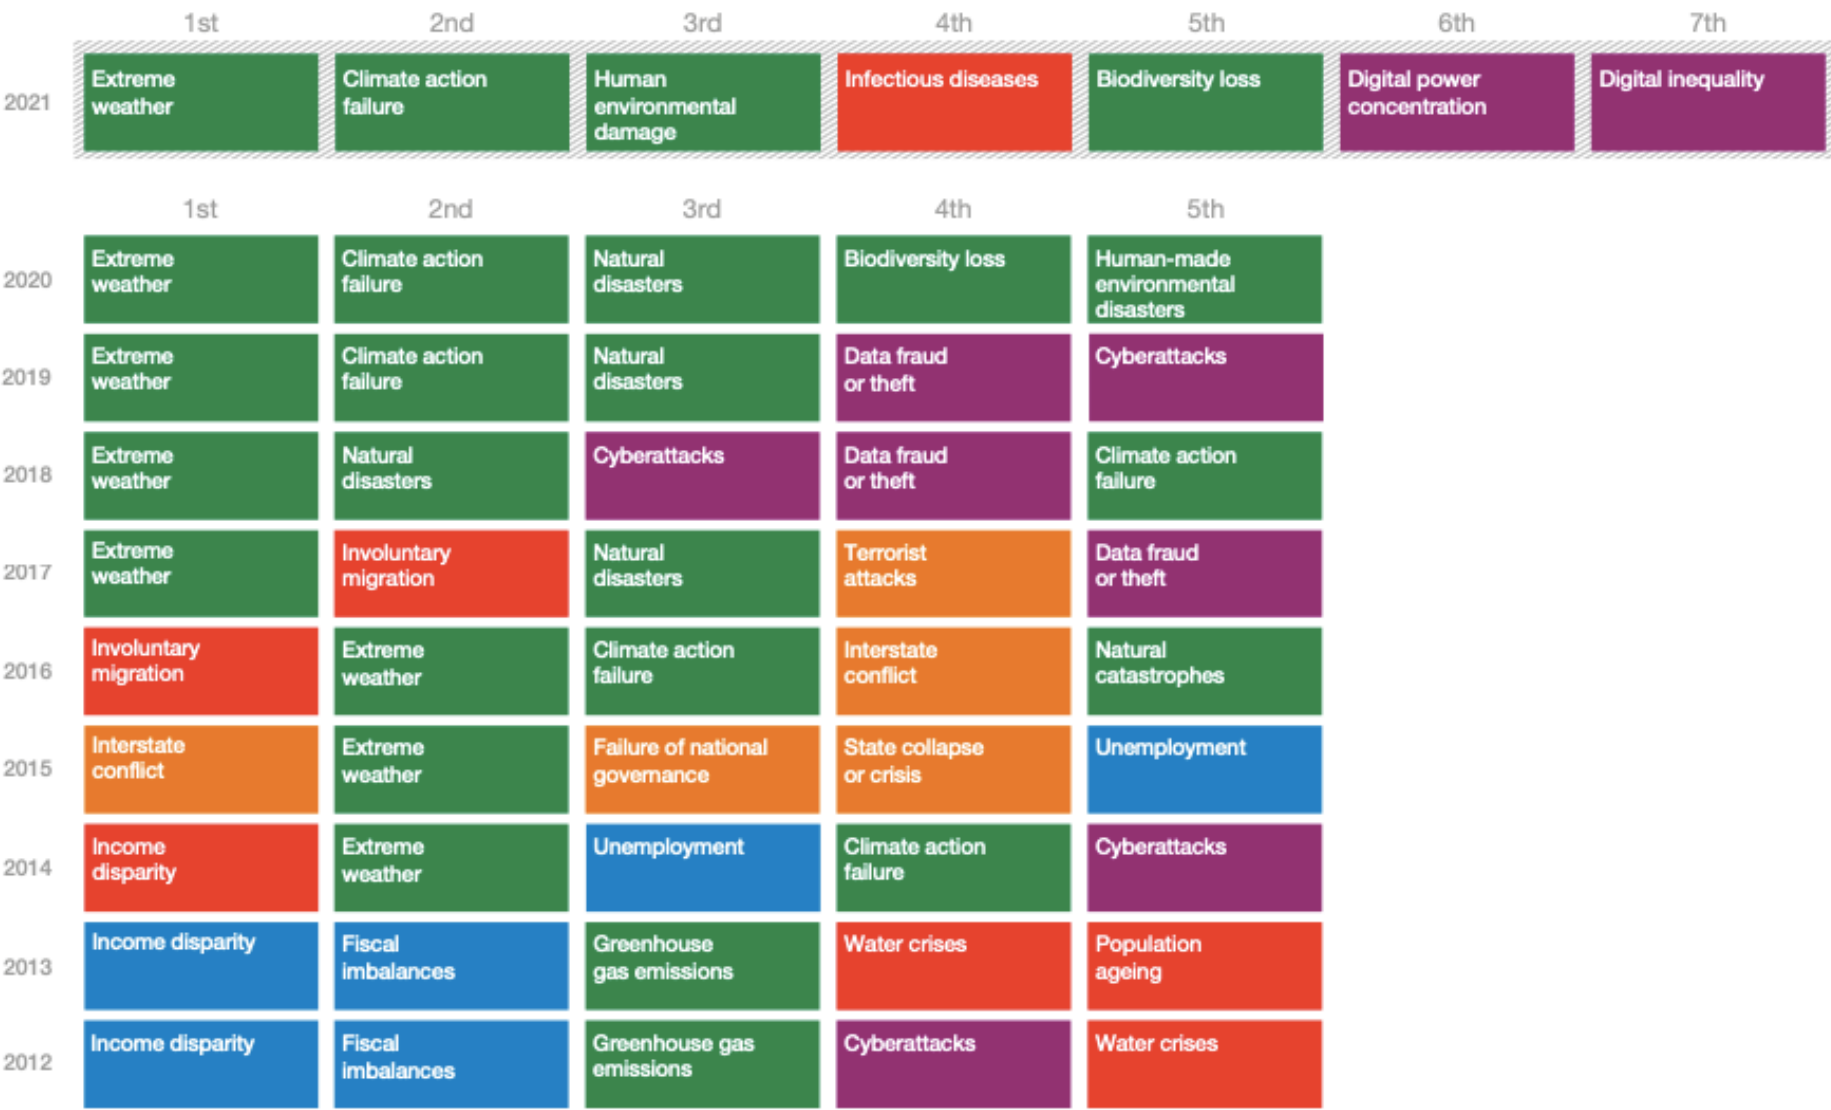 1st 2nd 3rd 4th 5th 6th 7th
2021
Extreme
weather
Climate action
failure
Human
environmental
damage
Infectious diseases
Biodiversity loss
Digital power
concentration
Digital inequality
1st 2nd 3rd 4th 5th
2020
Extreme
weather
Climate action
failure
Natural
disasters
Biodiversity loss
Human-made
environmental
disasters
2019
Extreme
weather
Climate action
failure
Natural
disasters
Data fraud
or theft
Cyberattacks
2018
Extreme
weather
Natural
disasters
Cyberattacks
Data fraud
or theft
Climate action
failure
2017
Extreme
weather
Involuntary
migration
Natural
disasters
Terrorist
attacks
Data fraud
or theft
2016
Involuntary
migration
Extreme
weather
Climate action
failure
Interstate
conflict
Natural
catastrophes
2015
Interstate
conflict
Extreme
weather
Failure of national
governance
State collapse
or crisis
Unemployment
2014
Income
disparity
Extreme
weather
Unemployment
Climate action
failure
Cyberattacks
2013
Income disparity
Fiscal
imbalances
Greenhouse
gas emissions
Water crises
Population
ageing
2012
Income disparity
Fiscal
imbalances
Greenhouse gas
emissions
Cyberattacks
Water crises